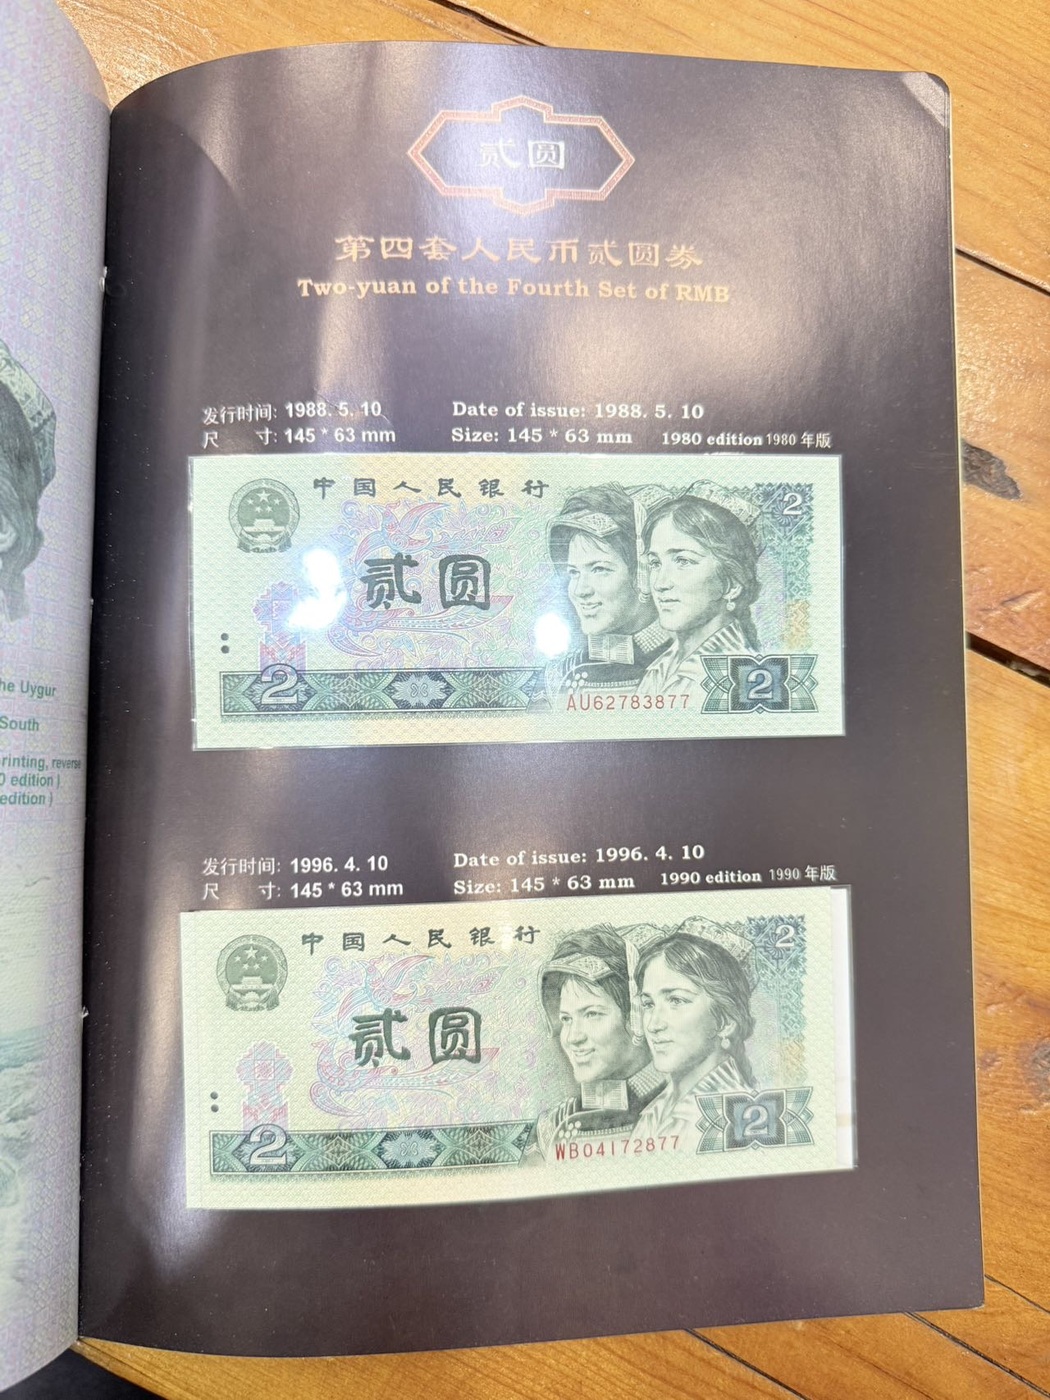 贰圆
第四套人民币贰圆券
Two-yuan of the Fourth Set of RMB
发行时间: 1988. 5. 10 Date of issue: 1988. 5. 10
尺 寸: 145 * 63 mm Size: 145 * 63 mm 1980 edition 1980 年版
中国人民银行
2
贰圆
2
2
AU62783877
发行时间: 1996. 4. 10 Date of issue: 1996. 4. 10
尺 寸: 145 * 63 mm Size: 145 * 63 mm 1990 edition 1990 年版
中国人民银行
2
贰圆
2
2
WB04172877
he Uygur
South
rinting, reverse
0 edition )
edition )